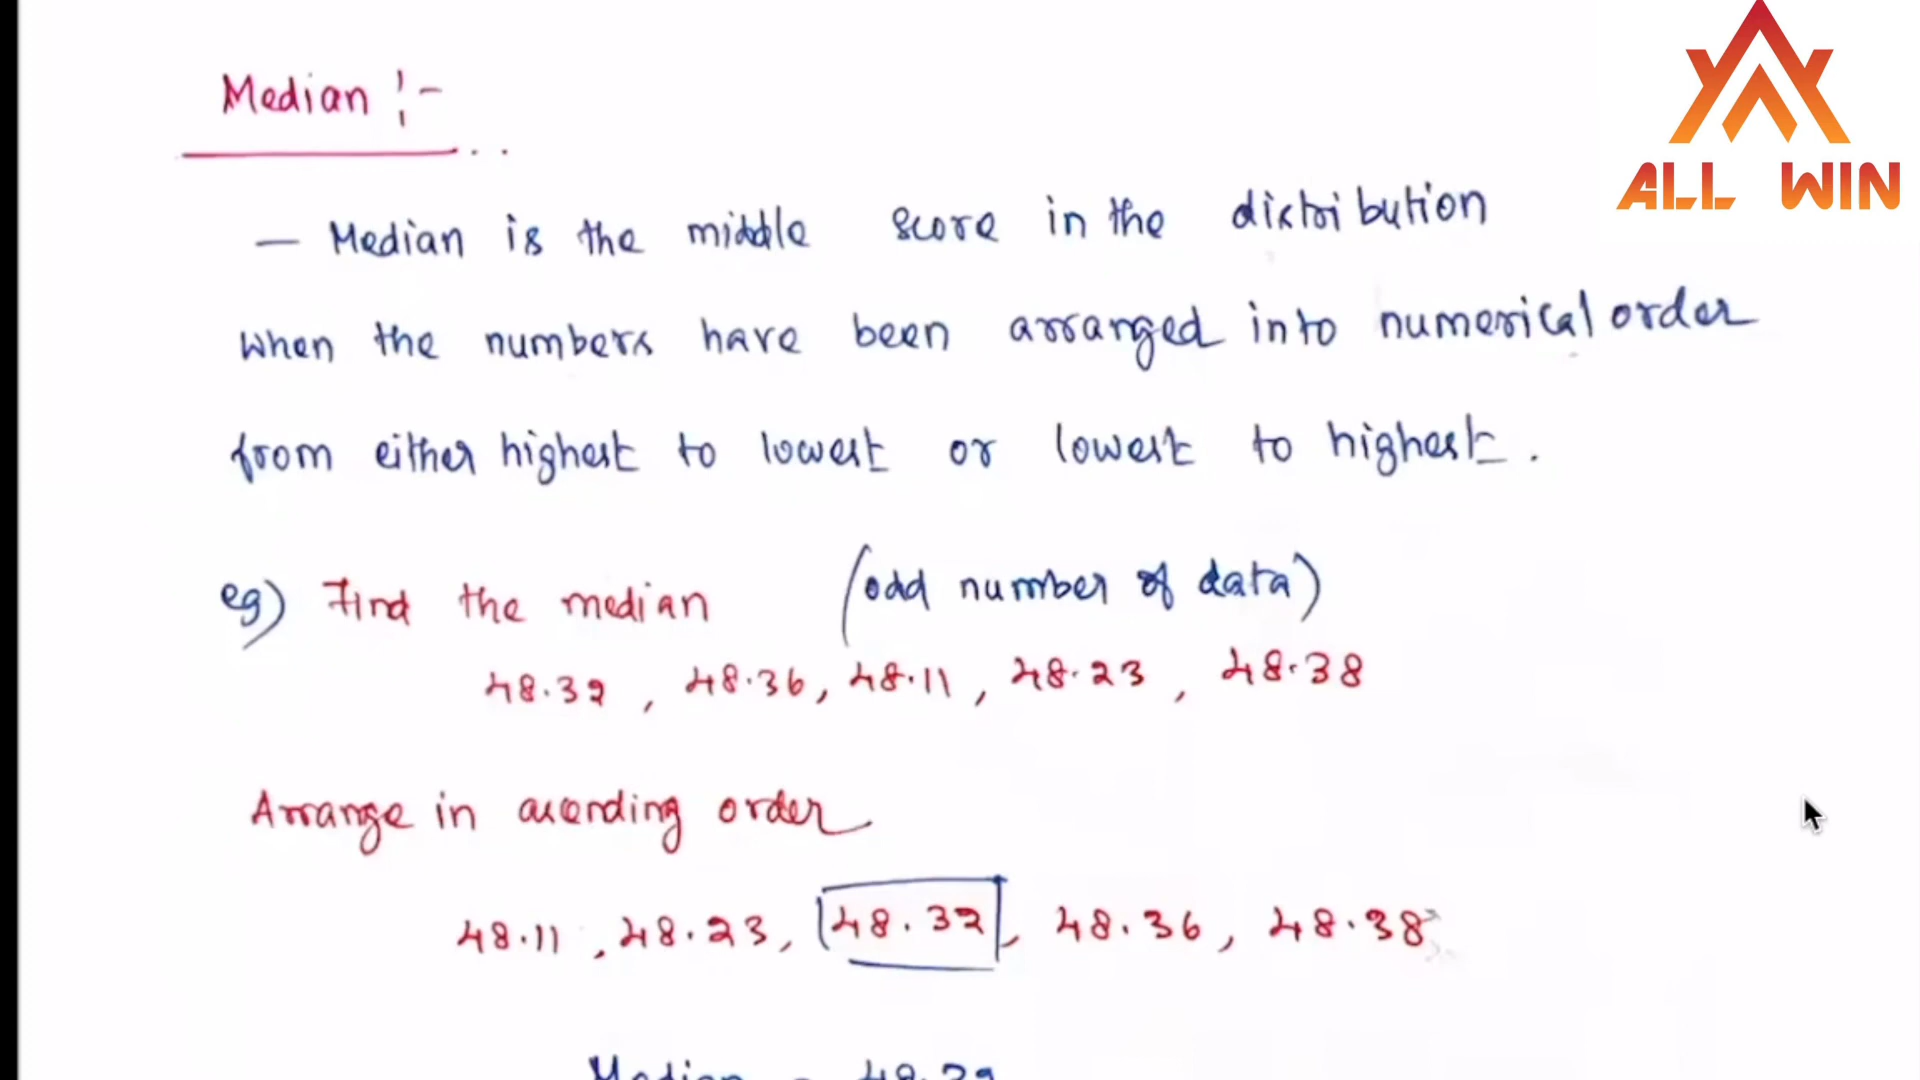 Median :-
ALL WIN
— Median is the middle score in the distribution
when the numbers have been arranged into numerical order
from either highest to lowest or lowest to highest.
eg) Find the median (odd number of data)
48.32, 48.36, 48.11, 48.23, 48.38
Arrange in ascending order
48.11, 48.23, 48.32, 48.36, 48.38
Median = 48.32